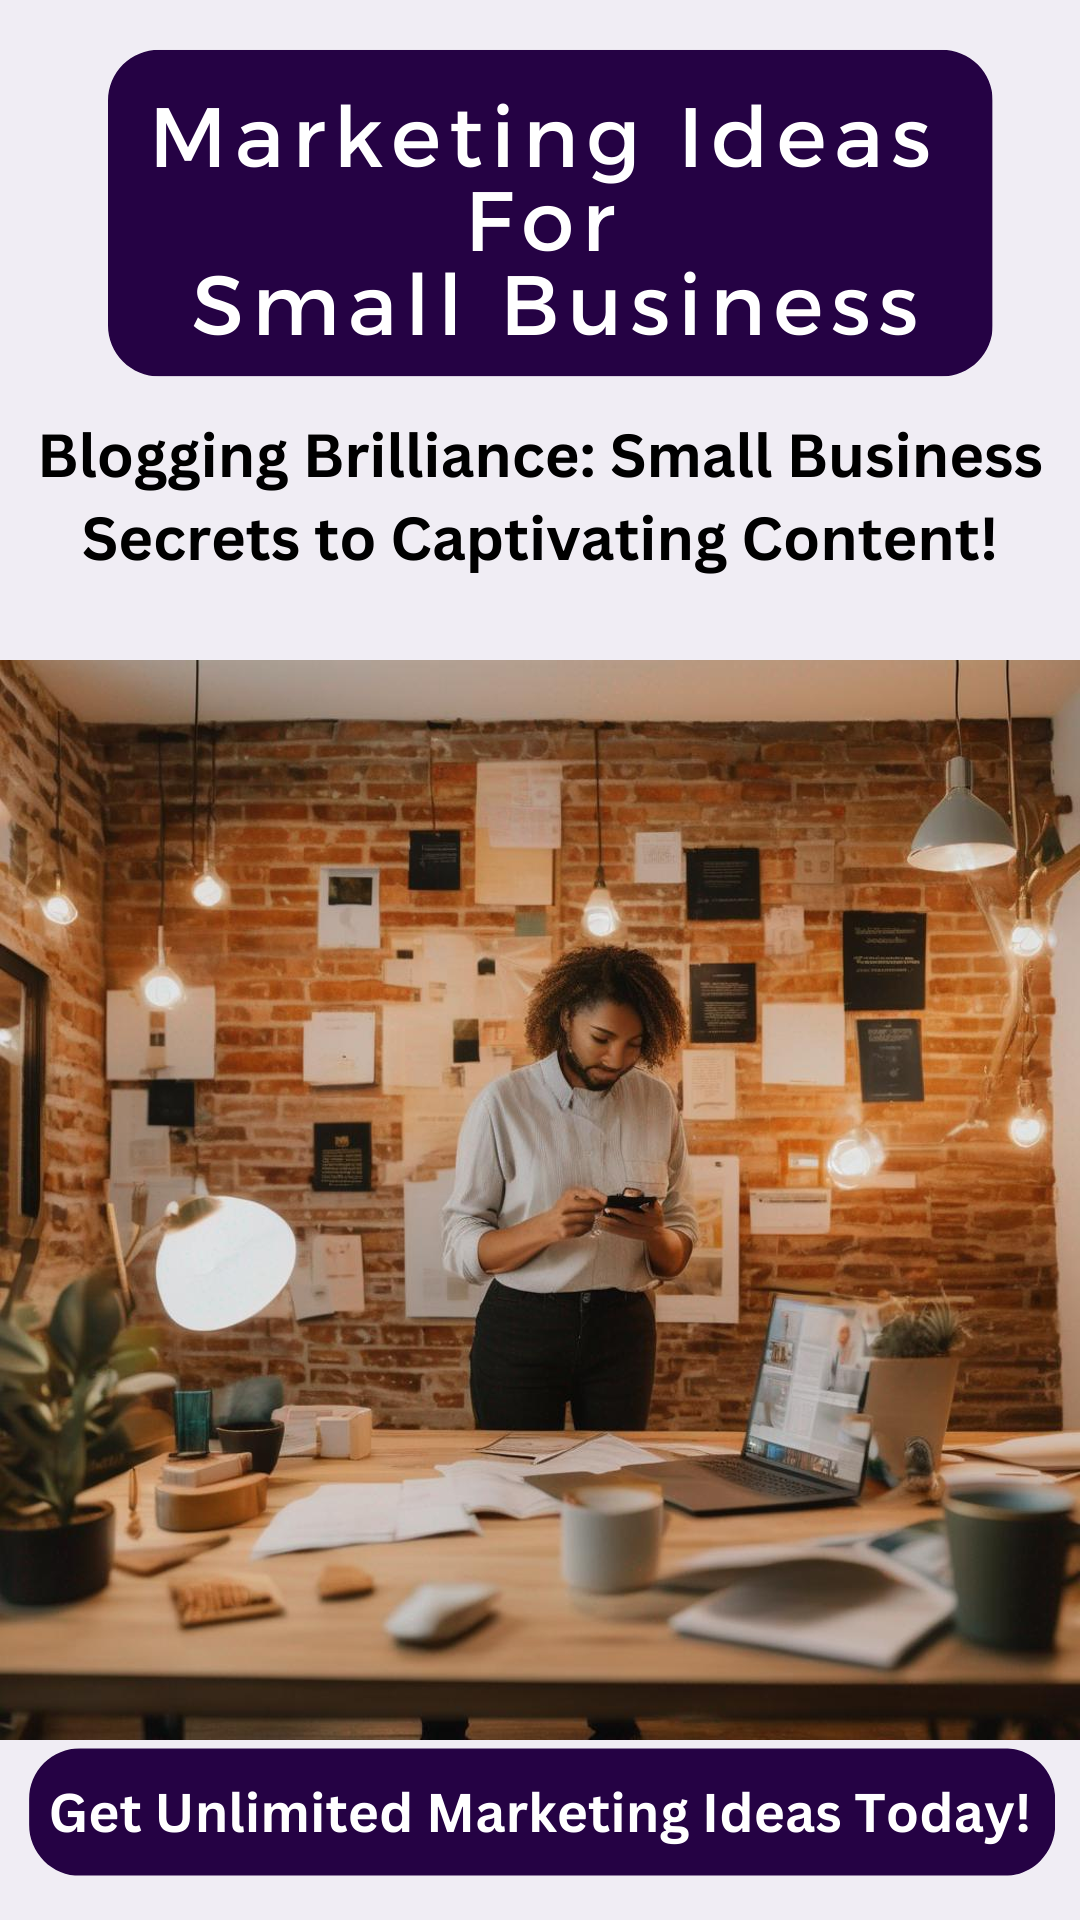 Marketing Ideas
For
Small Business
Blogging Brilliance: Small Business
Secrets to Captivating Content!
Get Unlimited Marketing Ideas Today!